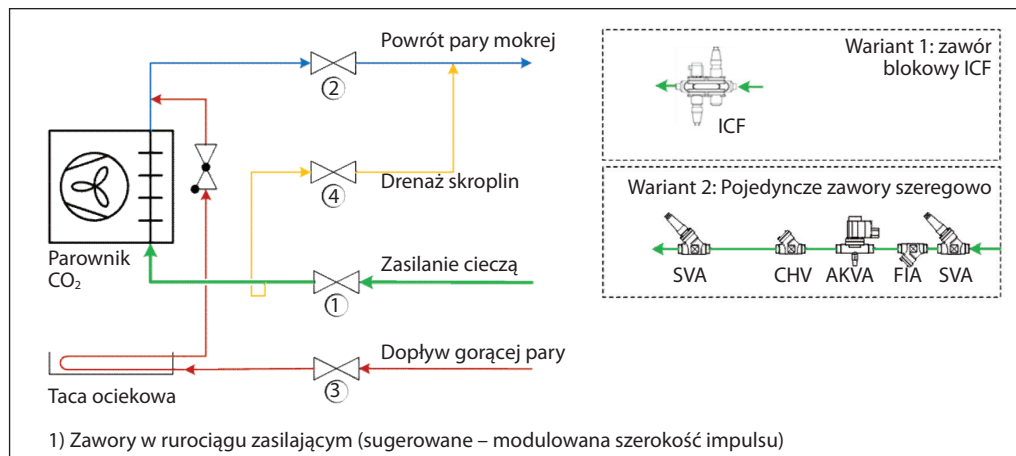 Powrót pary mokrej
2
4
Drenaż skroplin
Parownik
CO₂
Zasilanie cieczą
1
Dopływ gorącej pary
3
Taca ociekowa
Wariant 1: zawór
blokowy ICF
ICF
Wariant 2: Pojedyncze zawory szeregowo
SVA CHV AKVA FIA SVA
1) Zawory w rurociągu zasilającym (sugerowane – modulowana szerokość impulsu)